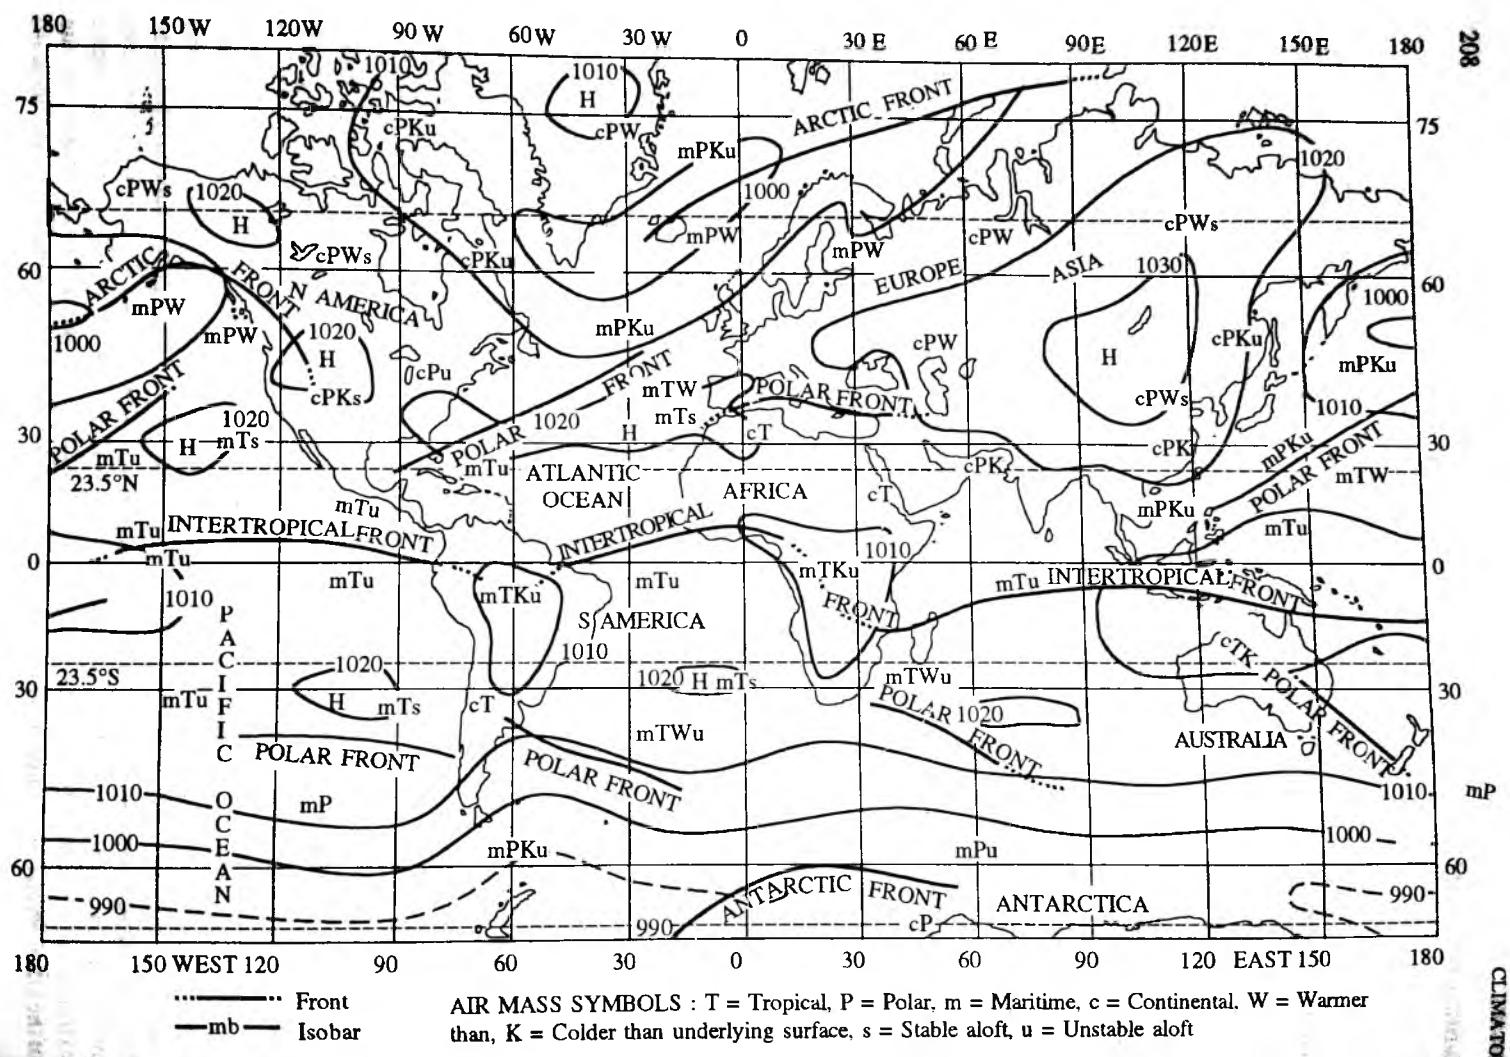 180 150 W 120W 90 W 60W 30 W 0 30 E 60 E 90E 120E 150E 180
208
1010 1010
75 H 75
cPKu cPW ARCTIC FRONT
mPKu
1020
cPWs 1020 1000
H mPW cPWs
cPW
cPWs cPKu mPW
60 ARCTIC FRONT EUROPE ASIA 1030 60
N AMERICA
mPW 1000
mPW mPKu
1000 1020 cPW cPKu
H H
cPu mTW mPKu
POLAR FRONT cPKs FRONT POLAR FRONT cPWs
1020 mTs 1010
30 H mTs POLAR 1020 H cT cPK mPKu 30
mTu mTu cPK POLAR FRONT
23.5°N ATLANTIC mTW
OCEAN AFRICA cT
mTu mPKu
mTu INTERTROPICAL FRONT INTERTROPICAL mTu
1010
0 mTu 0
mTu mTu mTKu mTu INTERTROPICAL FRONT
mTKu
1010 FRONT
S AMERICA
1010 cTK
23.5°S 1020 1020 H mTs mTWu
30 mTu H mTs cT POLAR FRONT 1020 POLAR FRONT 30
mTWu
AUSTRALIA
PACIFIC OCEAN
POLAR FRONT POLAR FRONT
1010 mP 1010 mP
1000 1000
mPKu mPu
60 60
ANTARCTIC FRONT 990
990 ANTARCTICA
990 cP
180 150 WEST 120 90 60 30 0 30 60 90 120 EAST 150 180
Front
mb Isobar
AIR MASS SYMBOLS : T = Tropical, P = Polar, m = Maritime, c = Continental. W = Warmer
than, K = Colder than underlying surface, s = Stable aloft, u = Unstable aloft